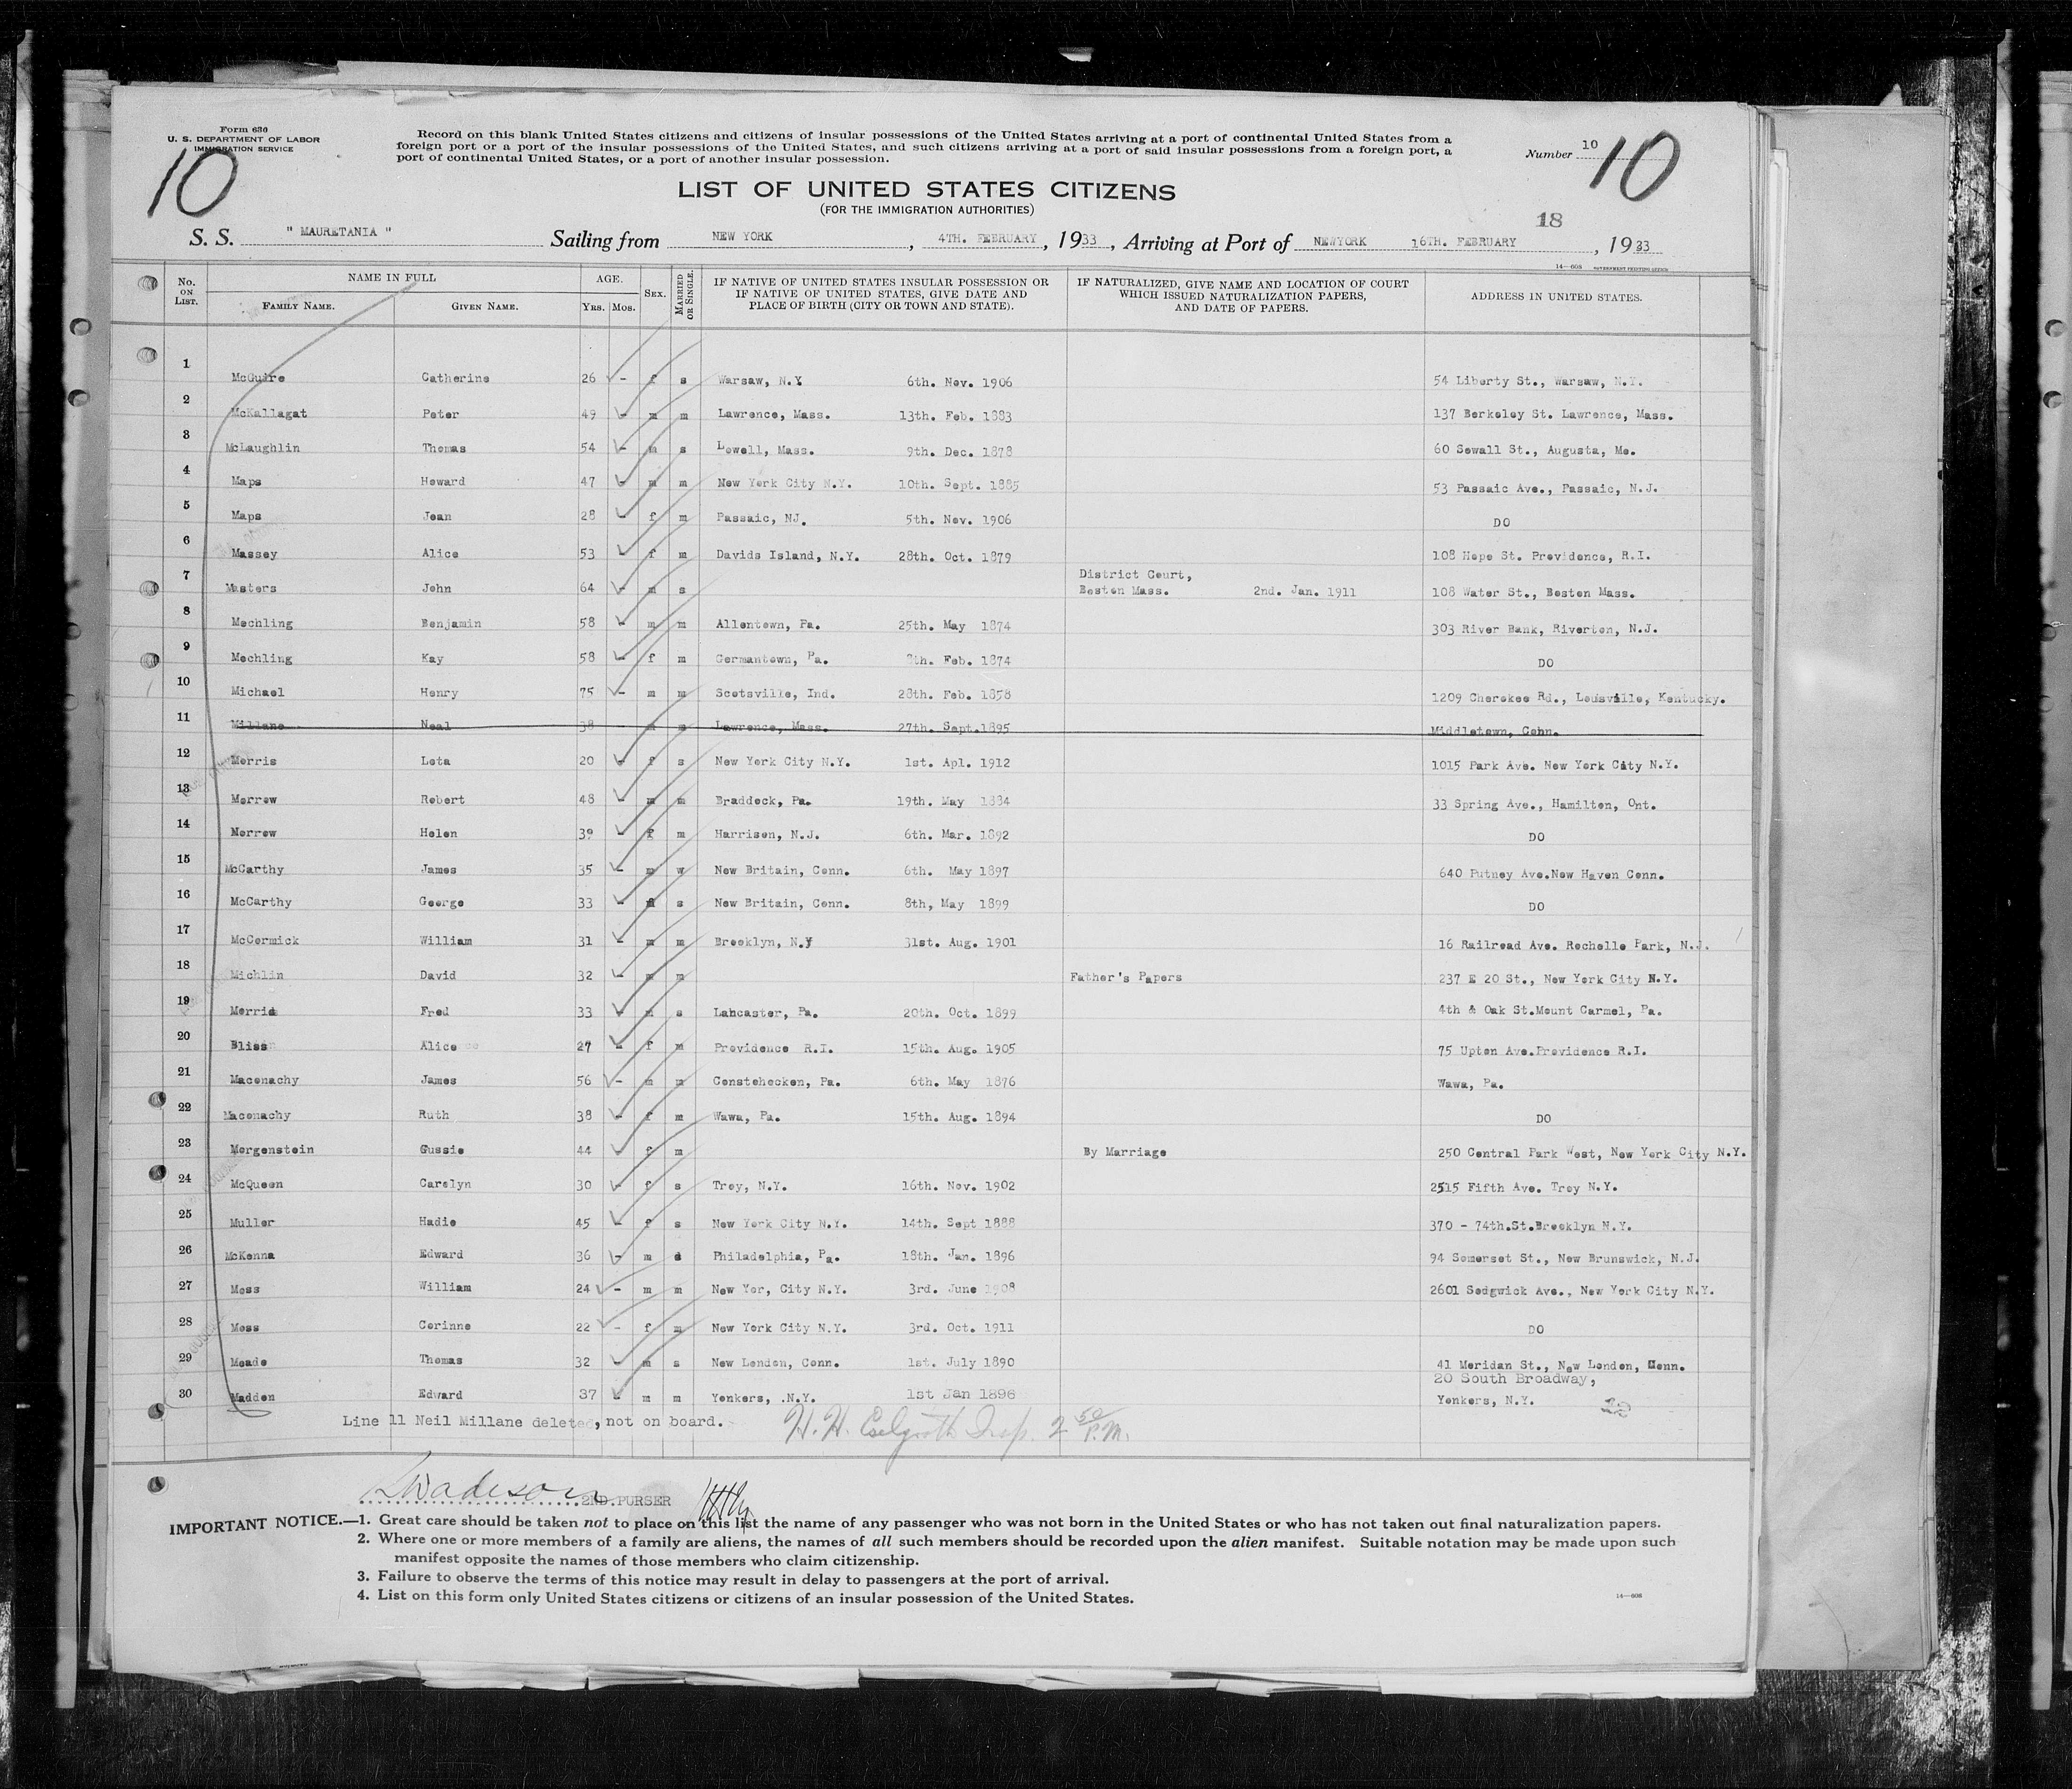 Form 630
U. S. DEPARTMENT OF LABOR
IMMIGRATION SERVICE
10
Record on this blank United States citizens and citizens of insular possessions of the United States arriving at a port of continental United States from a
foreign port or a port of the insular possessions of the United States, and such citizens arriving at a port of said insular possessions from a foreign port, a
port of continental United States, or a port of another insular possession.
Number 10
10
LIST OF UNITED STATES CITIZENS
(FOR THE IMMIGRATION AUTHORITIES)
18
S. S. " MAURETANIA " Sailing from NEW YORK, 4TH. FEBRUARY, 1933, Arriving at Port of NEWYORK 16TH. FEBRUARY, 1933
14—608 GOVERNMENT PRINTING OFFICE
No. ON LIST. NAME IN FULL FAMILY NAME. GIVEN NAME. AGE. YRS. MOS. SEX. MARRIED OR SINGLE. IF NATIVE OF UNITED STATES INSULAR POSSESSION OR IF NATIVE OF UNITED STATES, GIVE DATE AND PLACE OF BIRTH (CITY OR TOWN AND STATE). IF NATURALIZED, GIVE NAME AND LOCATION OF COURT WHICH ISSUED NATURALIZATION PAPERS, AND DATE OF PAPERS. ADDRESS IN UNITED STATES.
1 McGuire Catherine 26 - f s Warsaw, N.Y 6th. Nov. 1906 54 Liberty St., Warsaw, N.Y.
2 McKallagat Peter 49 - m m Lawrence, Mass. 13th. Feb. 1883 137 Berkeley St. Lawrence, Mass.
3 McLaughlin Thomas 54 - m s Lowell, Mass. 9th. Dec. 1878 60 Sewall St., Augusta, Me.
4 Maps Howard 47 - m m New York City N.Y. 10th. Sept. 1885 53 Passaic Ave., Passaic, N.J.
5 Maps Jean 28 - f m Passaic, NJ. 5th. Nov. 1906 DO
6 Massey Alice 53 - f m Davids Island, N.Y. 28th. Oct. 1879 108 Hope St. Providence, R.I.
7 Masters John 64 - m s District Court, Boston Mass. 2nd. Jan. 1911 108 Water St., Boston Mass.
8 Mechling Benjamin 58 - m m Allentown, Pa. 25th. May 1874 303 River Bank, Riverton, N.J.
9 Mechling Kay 58 - f m Germantown, Pa. Feb. 1874 DO
10 Michael Henry 75 - m m Scotsville, Ind. 28th. Feb. 1858 1209 Cherokee Rd., Lousville, Kentucky.
11 Millane Neal 38 m Lawrence, Mass. 27th. Sept.1895 Middletown, Conn.
12 Morris Lota 20 - f s New York City N.Y. 1st. Apl. 1912 1015 Park Ave. New York City N.Y.
13 Morrow Robert 48 - m m Braddock, Pa. 19th. May 1884 33 Spring Ave., Hamilton, Ont.
14 Morrow Helen 39 - f m Harrison, N.J. 6th. Mar. 1892 DO
15 McCarthy James 35 - m w New Britain, Conn. 6th. May 1897 640 Putney Ave.New Haven Conn.
16 McCarthy George 33 - m s New Britain, Conn. 8th, May 1899 DO
17 McCormick William 31 - m m Brooklyn, N.Y 31st. Aug. 1901 16 Railroad Ave. Rochelle Park, N.J.
18 Michlin David 32 - m m Father's Papers 237 E 20 St., New York City N.Y.
19 Morris Fred 33 - m s Lancaster, Pa. 20th. Oct. 1899 4th & Oak St.Mount Carmel, Pa.
20 Bliss Alice 27 - f m Providence R.I. 15th. Aug. 1905 75 Upton Ave.Providence R.I.
21 Maconachy James 56 - m m Constehocken, Pa. 6th. May 1876 Wawa, Pa.
22 Maconachy Ruth 38 - f m Wawa, Pa. 15th. Aug. 1894 DO
23 Morgenstein Gussie 44 - f m By Marriage 250 Central Park West, New York City N.Y.
24 McQueen Carolyn 30 - f s Troy, N.Y. 16th. Nov. 1902 2515 Fifth Ave. Troy N.Y.
25 Muller Hadie 45 - f s New York City N.Y. 14th. Sept 1888 370 - 74th.St.Brooklyn N.Y.
26 McKenna Edward 36 - m d Philadelphia, Pa. 18th. Jan. 1896 94 Somerset St., New Brunswick, N.J.
27 Moss William 24 - m m New Yor, City N.Y. 3rd. June 1908 2601 Sedgwick Ave., New York City N.Y.
28 Moss Corinne 22 - f m New York City N.Y. 3rd. Oct. 1911 DO
29 Meade Thomas 32 - m s New London, Conn. 1st. July 1890 41 Meridan St., New London, Conn.
30 Madden Edward 37 - m m Yonkers, .N.Y. 1st Jan 1896 20 South Broadway, Yonkers, N.Y.
Line 11 Neil Millane deleted, not on board.
H. H. Insp. 2 50 P.M.
2ND.PURSER
IMPORTANT NOTICE.—1. Great care should be taken not to place on this list the name of any passenger who was not born in the United States or who has not taken out final naturalization papers.
2. Where one or more members of a family are aliens, the names of all such members should be recorded upon the alien manifest. Suitable notation may be made upon such
manifest opposite the names of those members who claim citizenship.
3. Failure to observe the terms of this notice may result in delay to passengers at the port of arrival.
4. List on this form only United States citizens or citizens of an insular possession of the United States.
14—608